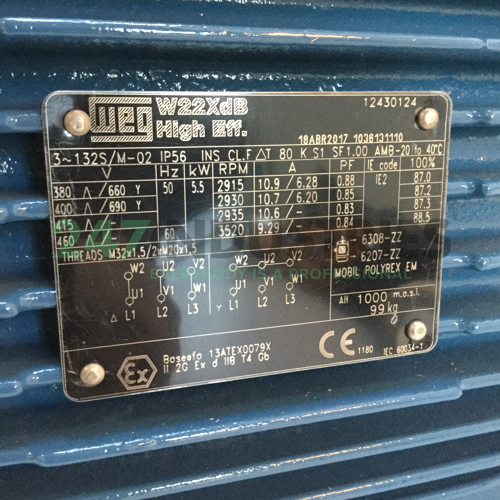 WEG W22Xdb 12430124
High Eff. 18ABR2017 1036131110
3~132S/M-02 IP56 INS CL.F ΔT 80 K S1 SF1.00 AMB-20 to 40°C
V Hz kW RPM A PF IE code 100%
380 △ / 660 Y 50 5.5 2915 10.9 / 6.28 0.88 IE2 87.0
400 △ / 690 Y 2930 10.7 / 6.20 0.85 87.2
415 2935 10.6 / - 0.83 87.3
460 60 3520 9.29 / - 0.84 88.5
THREADS M32x1.5/2xM20x1.5
W2 U2 V2 W2 U2 V2
U1 V1 W1 U1 V1 W1
△ L1 L2 L3 Y L1 L2 L3
6308-ZZ
6207-ZZ
MOBIL POLYREX EM
Alt 1000 m.a.s.l.
99 kg
Ex Baseefa 13ATEX0079X
II 2G Ex d IIB T4 Gb
CE 1180 IEC 60034-1